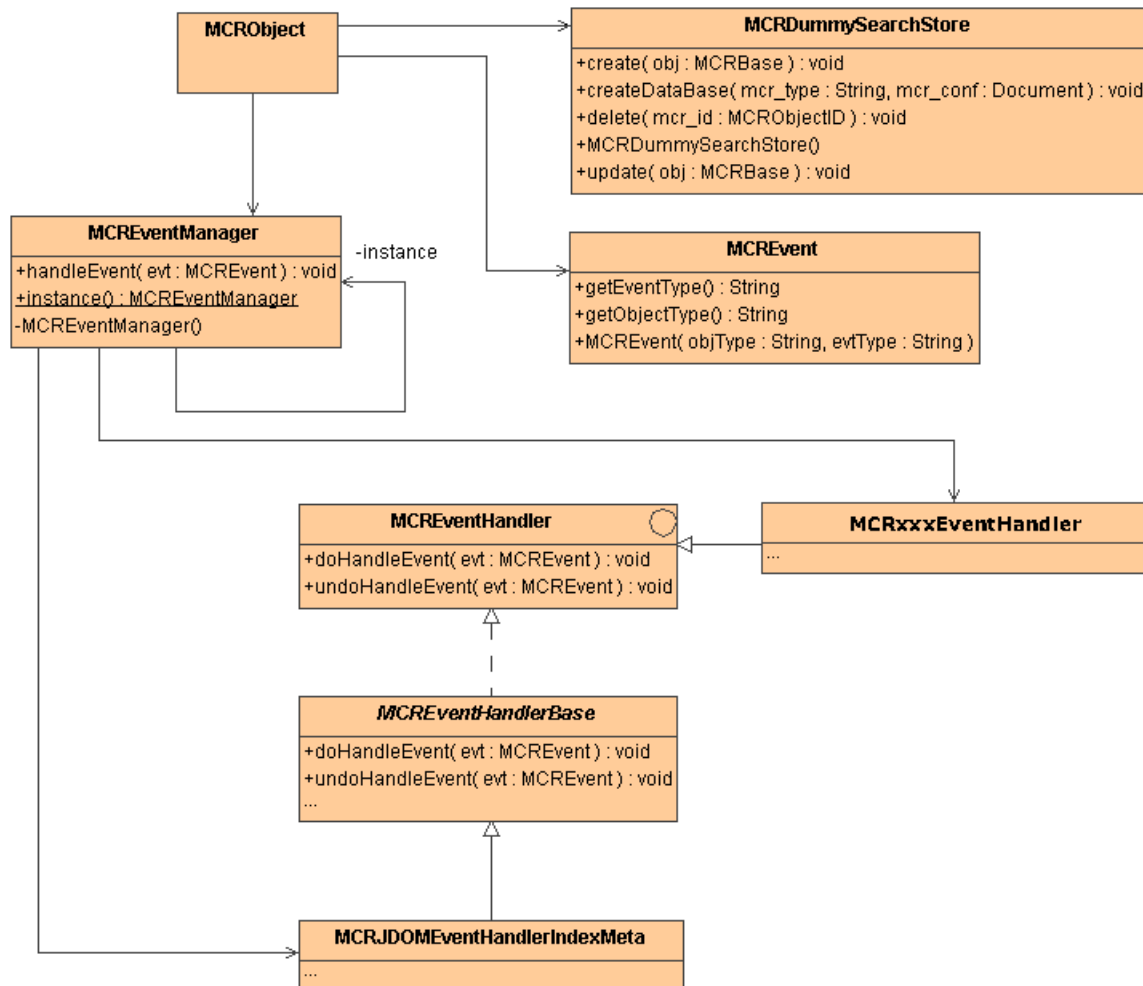 MCRObject
MCRDummySearchStore
+create( obj : MCRBase ) : void
+createDataBase( mcr_type : String, mcr_conf : Document ) : void
+delete( mcr_id : MCRObjectID ) : void
+MCRDummySearchStore()
+update( obj : MCRBase ) : void
MCREventManager
+handleEvent( evt : MCREvent ) : void
+instance() : MCREventManager
-MCREventManager()
-instance
MCREvent
+getEventType() : String
+getObjectType() : String
+MCREvent( objType : String, evtType : String )
MCREventHandler
+doHandleEvent( evt : MCREvent ) : void
+undoHandleEvent( evt : MCREvent ) : void
MCRxxxEventHandler
...
MCREventHandlerBase
+doHandleEvent( evt : MCREvent ) : void
+undoHandleEvent( evt : MCREvent ) : void
...
MCRJDOMEventHandlerIndexMeta
...